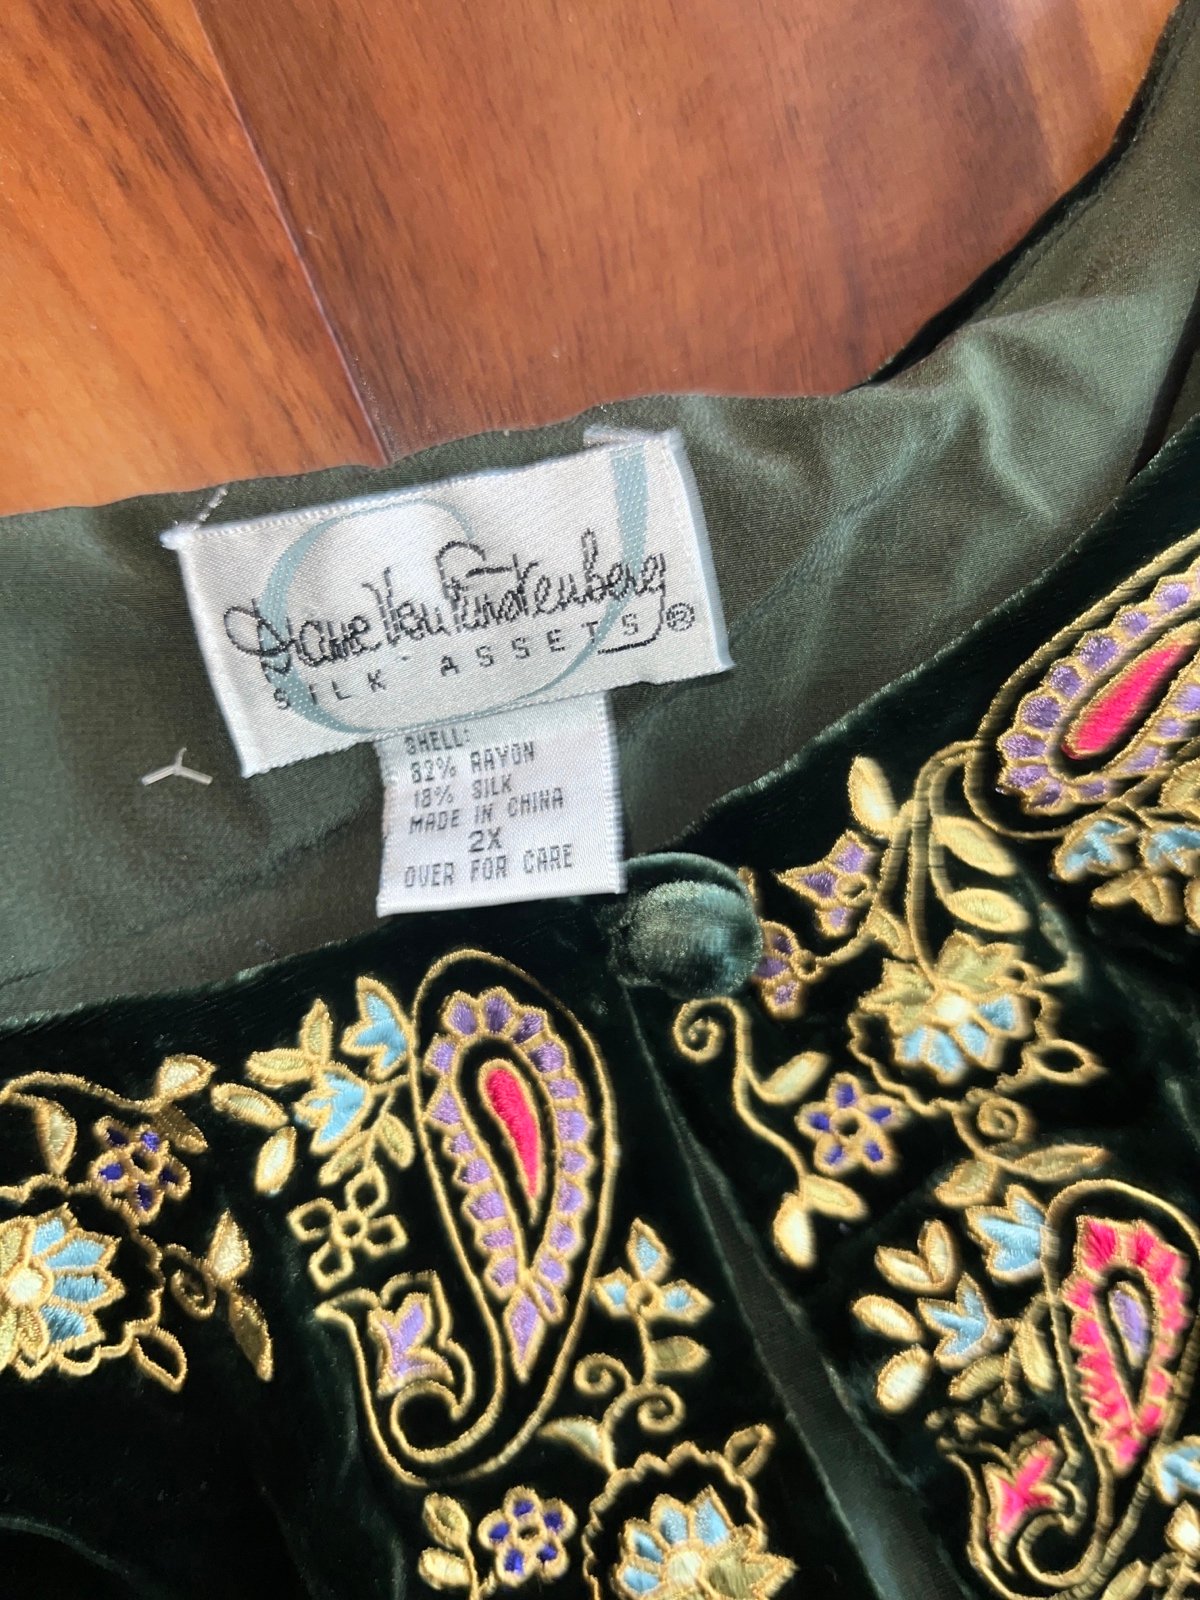 Diane Von Furstenberg
SILK ASSETS®
SHELL:
82% RAYON
18% SILK
MADE IN CHINA
2X
OVER FOR CARE